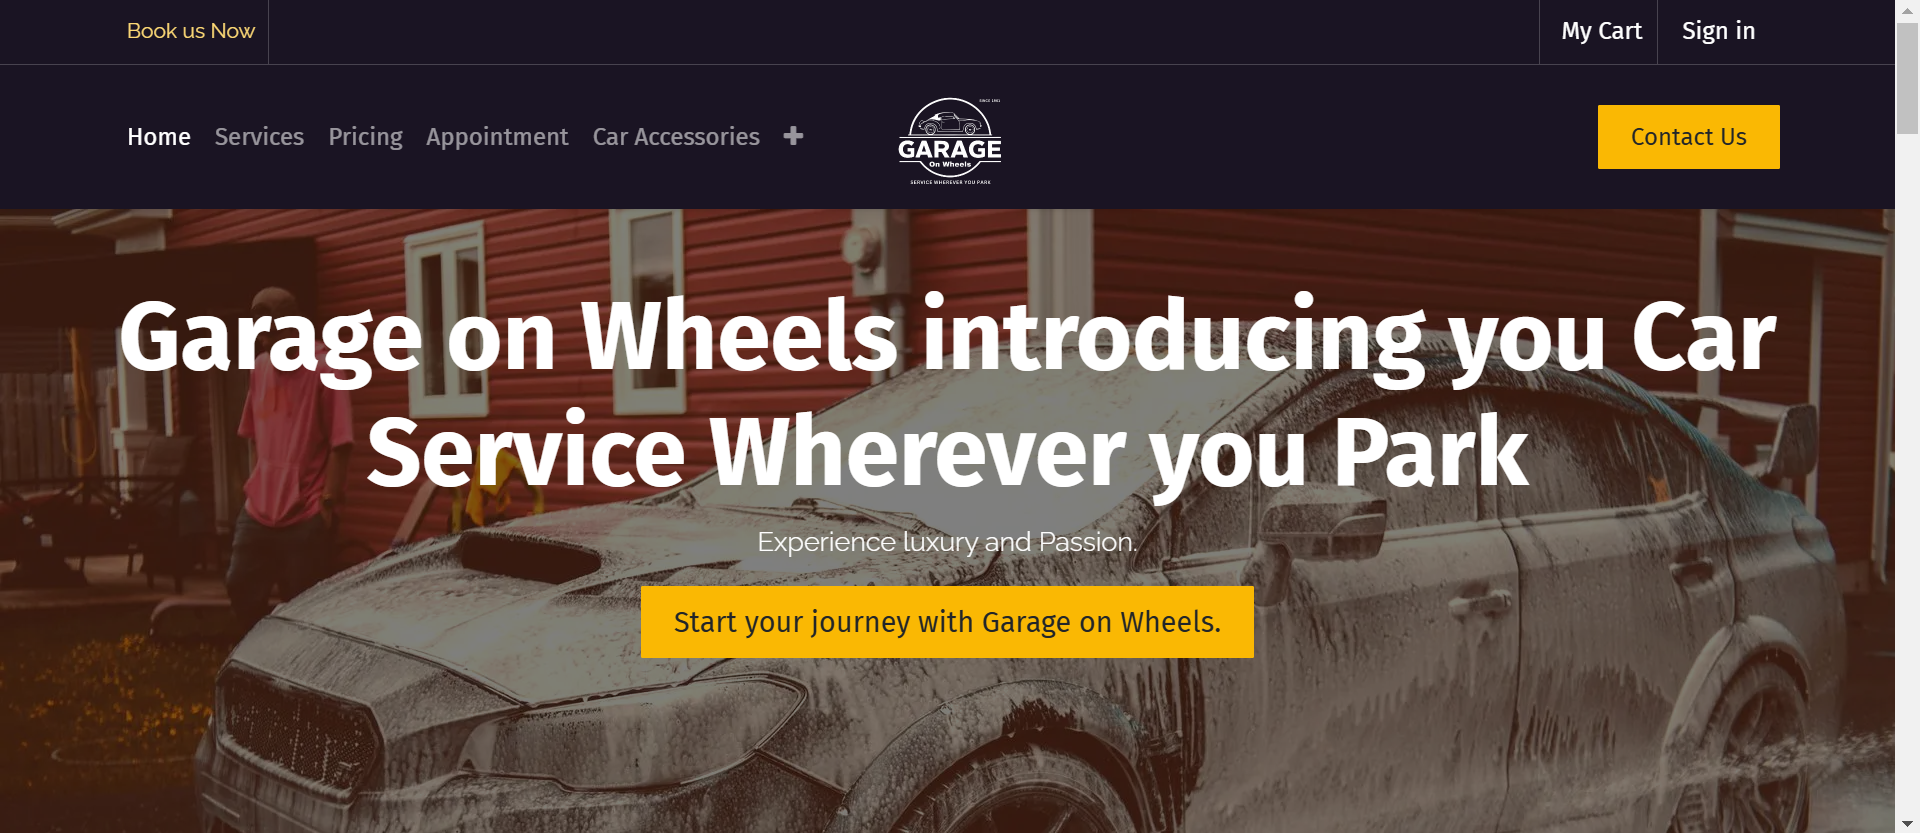 Book us Now
My Cart
Sign in
Home
Services
Pricing
Appointment
Car Accessories
SINCE 1981
GARAGE
On Wheels
SERVICE WHEREVER YOU PARK
Contact Us
Garage on Wheels introducing you Car
Service Wherever you Park
Experience luxury and Passion.
Start your journey with Garage on Wheels.